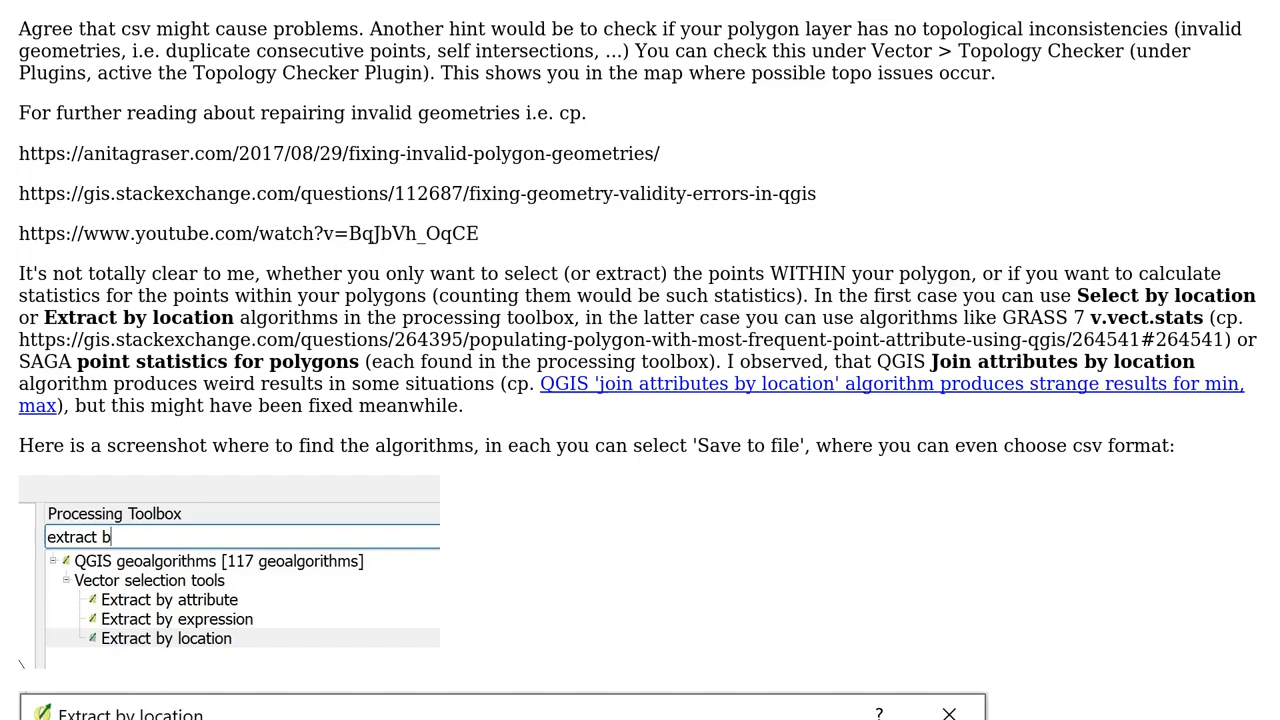 Agree that csv might cause problems. Another hint would be to check if your polygon layer has no topological inconsistencies (invalid
geometries, i.e. duplicate consecutive points, self intersections, ...) You can check this under Vector > Topology Checker (under
Plugins, active the Topology Checker Plugin). This shows you in the map where possible topo issues occur.
For further reading about repairing invalid geometries i.e. cp.
https://anitagraser.com/2017/08/29/fixing-invalid-polygon-geometries/
https://gis.stackexchange.com/questions/112687/fixing-geometry-validity-errors-in-qgis
https://www.youtube.com/watch?v=BqJbVh_OqCE
It's not totally clear to me, whether you only want to select (or extract) the points WITHIN your polygon, or if you want to calculate
statistics for the points within your polygons (counting them would be such statistics). In the first case you can use Select by location
or Extract by location algorithms in the processing toolbox, in the latter case you can use algorithms like GRASS 7 v.vect.stats (cp.
https://gis.stackexchange.com/questions/264395/populating-polygon-with-most-frequent-point-attribute-using-qgis/264541#264541) or
SAGA point statistics for polygons (each found in the processing toolbox). I observed, that QGIS Join attributes by location
algorithm produces weird results in some situations (cp. QGIS 'join attributes by location' algorithm produces strange results for min,
max), but this might have been fixed meanwhile.
Here is a screenshot where to find the algorithms, in each you can select 'Save to file', where you can even choose csv format:
Processing Toolbox
extract b
QGIS geoalgorithms [117 geoalgorithms]
Vector selection tools
Extract by attribute
Extract by expression
Extract by location
Extract by location